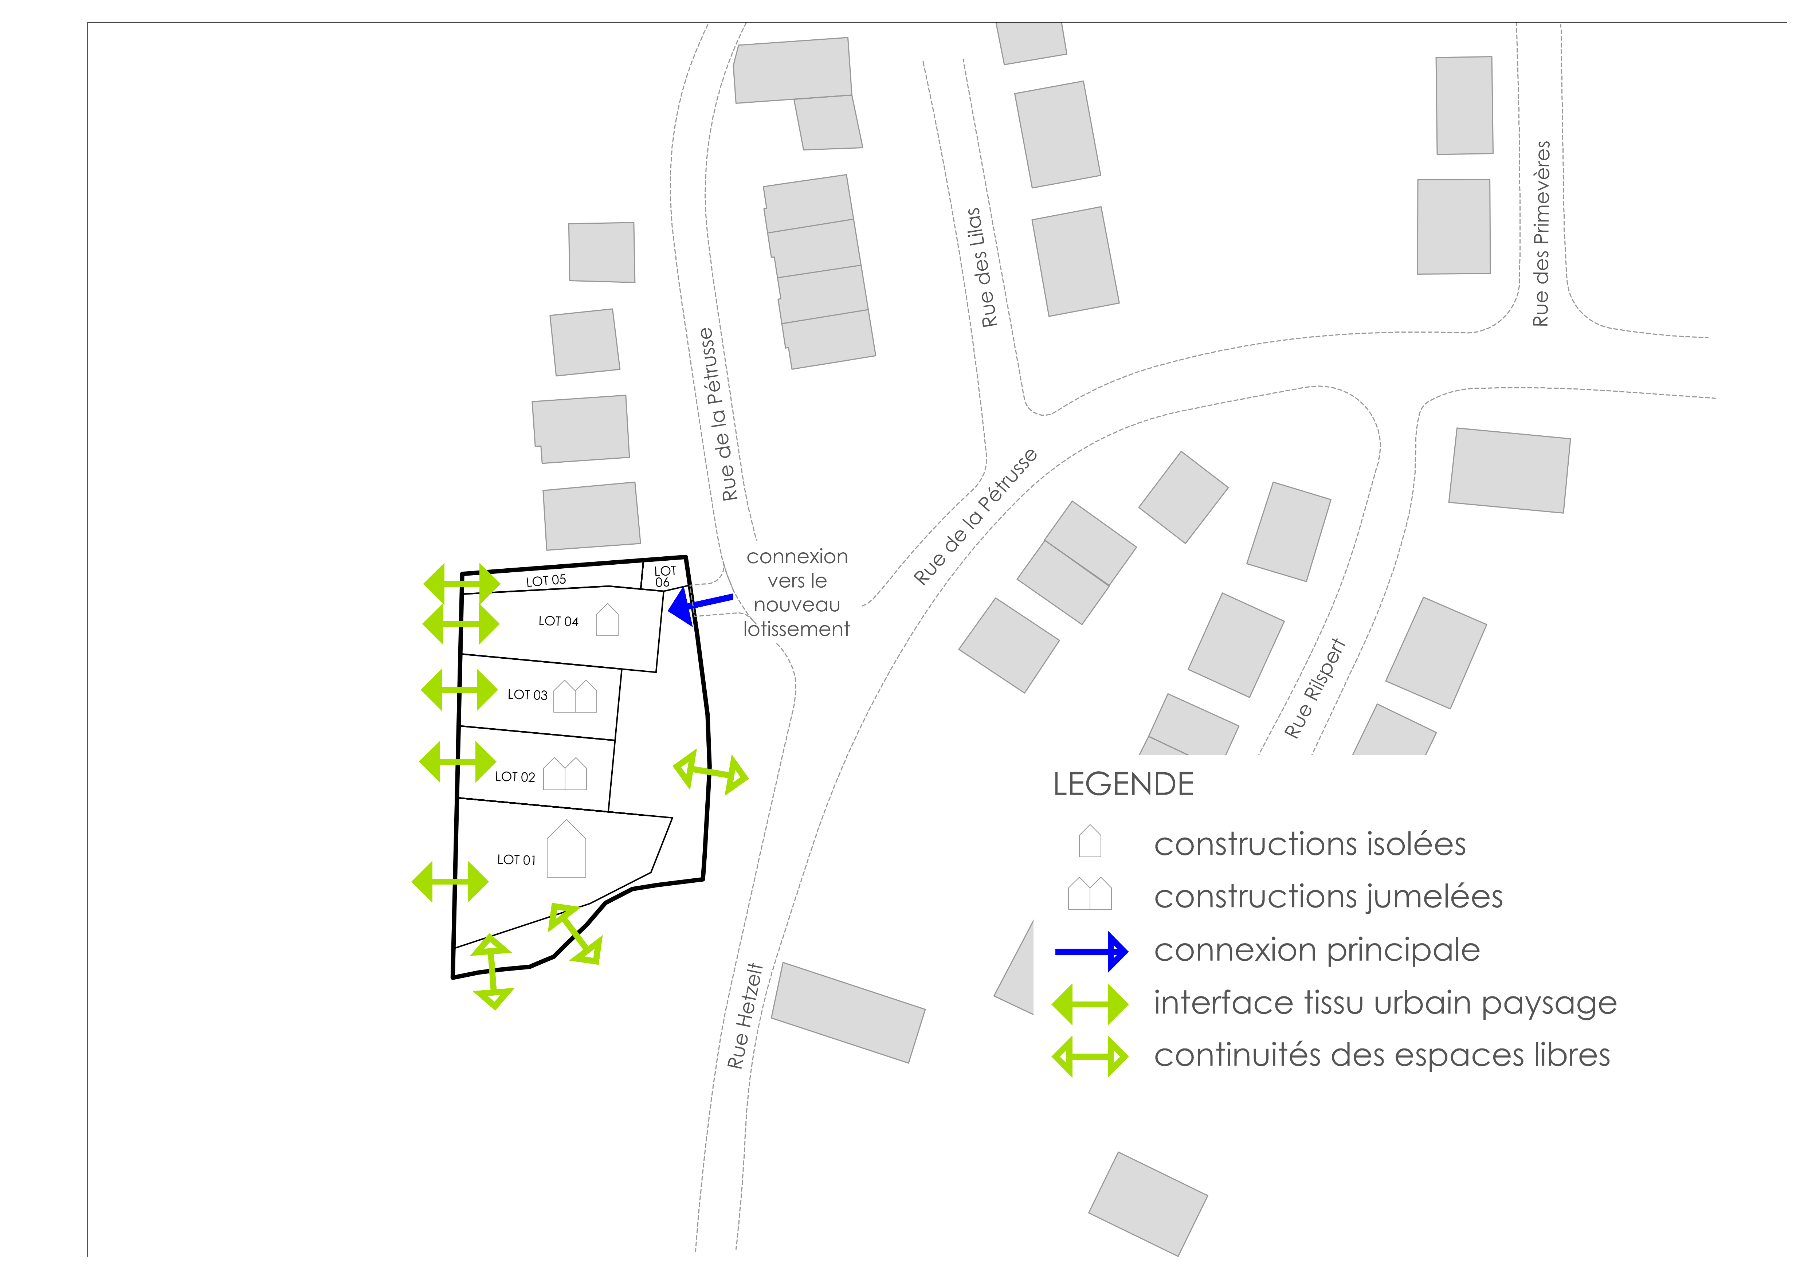 Rue des Primevères
Rue des Lilas
Rue de la Pétrusse
Rue de la Pétrusse
connexion
vers le
nouveau
lotissement
LOT 05
LOT
06
LOT 04
LOT 03
LOT 02
LOT 01
Rue Rilspert
Rue Hetzelt
LEGENDE
constructions isolées
constructions jumelées
connexion principale
interface tissu urbain paysage
continuités des espaces libres